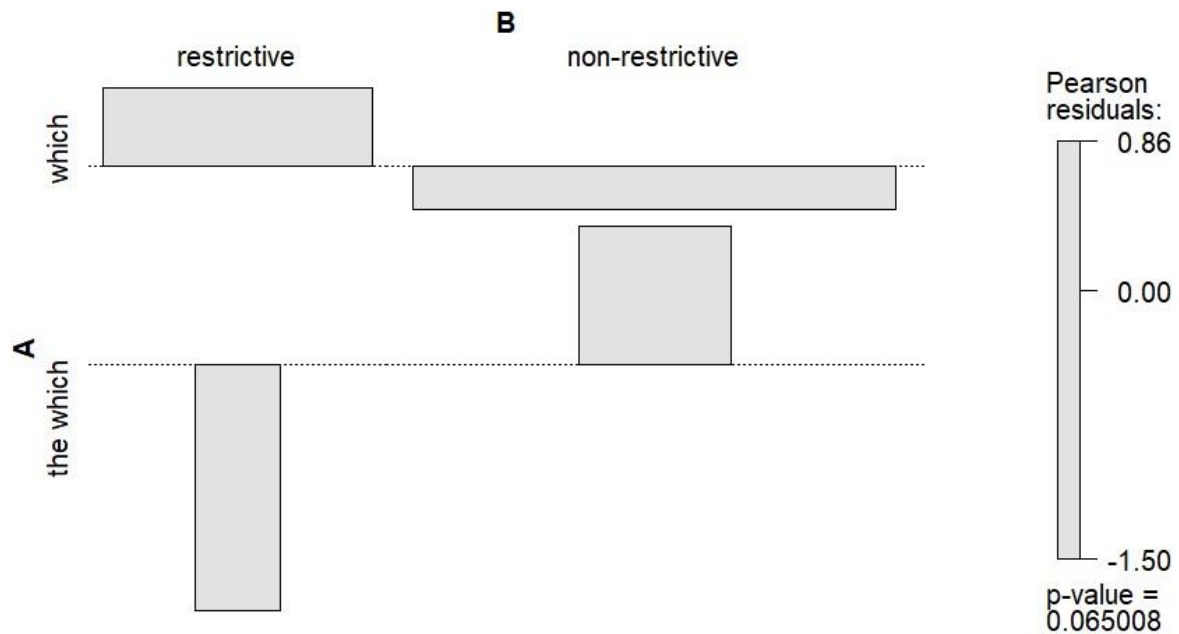 B
restrictive non-restrictive
Pearson
residuals:
0.86
0.00
-1.50
p-value =
0.065008
A
which
the which